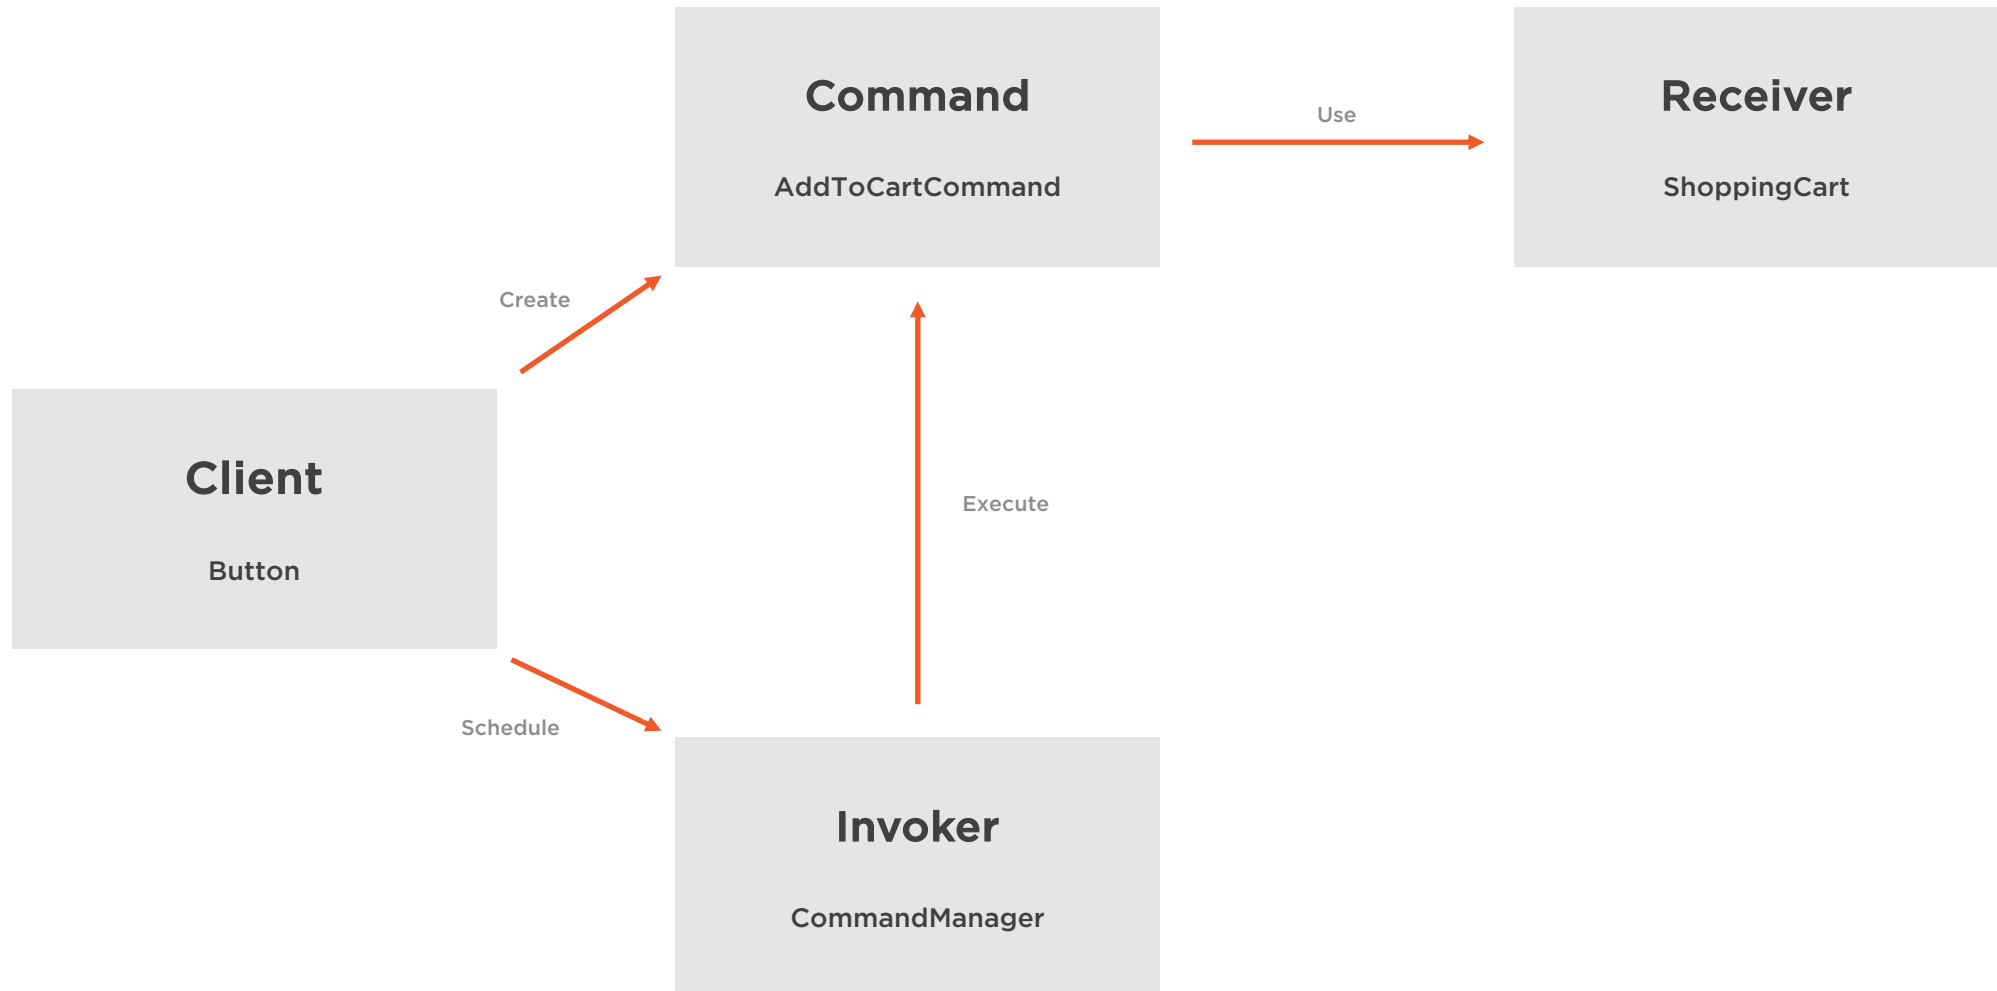 Command
AddToCartCommand
Use
Receiver
ShoppingCart
Create
Client
Button
Execute
Schedule
Invoker
CommandManager